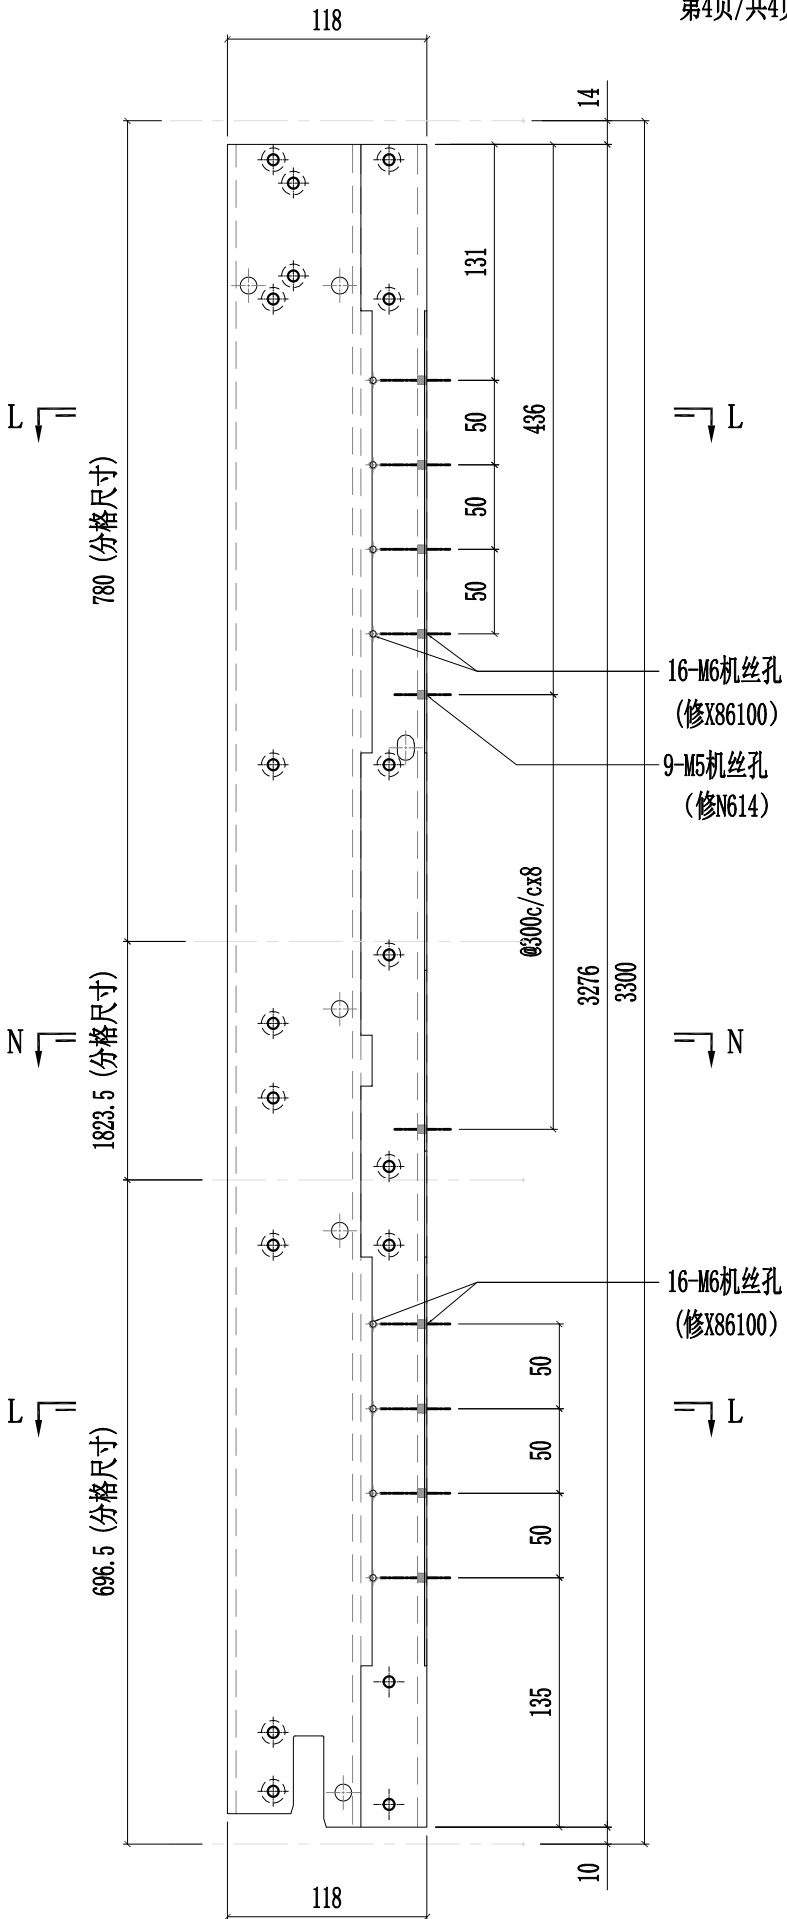 第4页/共4页
118
14
131
436
L
L
50
50
50
780 (分格尺寸)
16-M6机丝孔
(修X86100)
9-M5机丝孔
(修N614)
@300c/cx8
3276
3300
N
N
1823.5 (分格尺寸)
16-M6机丝孔
(修X86100)
50
L
L
50
50
696.5 (分格尺寸)
135
10
118